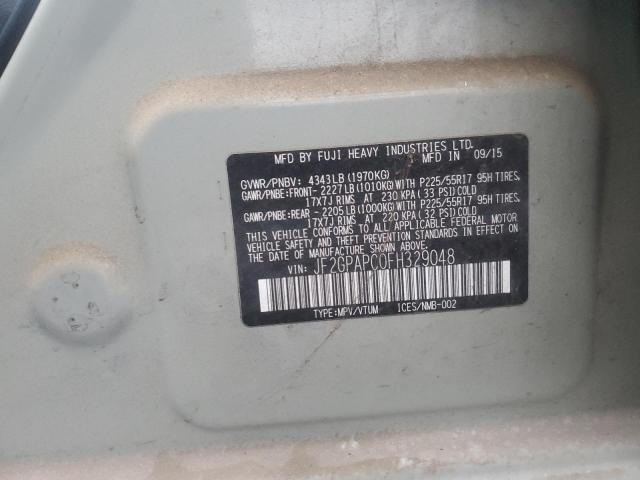 MFD BY FUJI HEAVY INDUSTRIES LTD.
MFD IN 09/15
GVWR/PNBV: 4343LB (1970KG)
GAWR/PNBE:FRONT- 2227LB (1010KG) WITH P225/55R17 95H TIRES,
17X7J RIMS AT 230 KPA (33 PSI) COLD
GAWR/PNBE:REAR - 2205LB (1000KG) WITH P225/55R17 95H TIRES,
17X7J RIMS AT 220 KPA (32 PSI) COLD
THIS VEHICLE CONFORMS TO ALL APPLICABLE FEDERAL MOTOR
VEHICLE SAFETY AND THEFT PREVENTION STANDARDS IN EFFECT ON
THE DATE OF MANUFACTURE SHOWN ABOVE.
VIN: JF2GPAPC0FH329048
TYPE:MPV/VTUM ICES/NMB-002